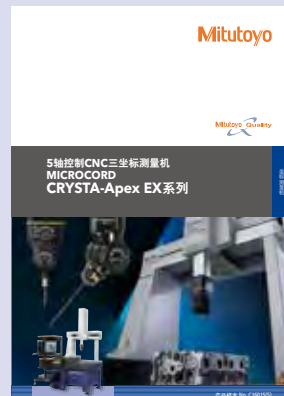 Mitutoyo
Mitutoyo Quality
5轴控制CNC三坐标测量机
MICROCORD
CRYSTA-Apex EX系列